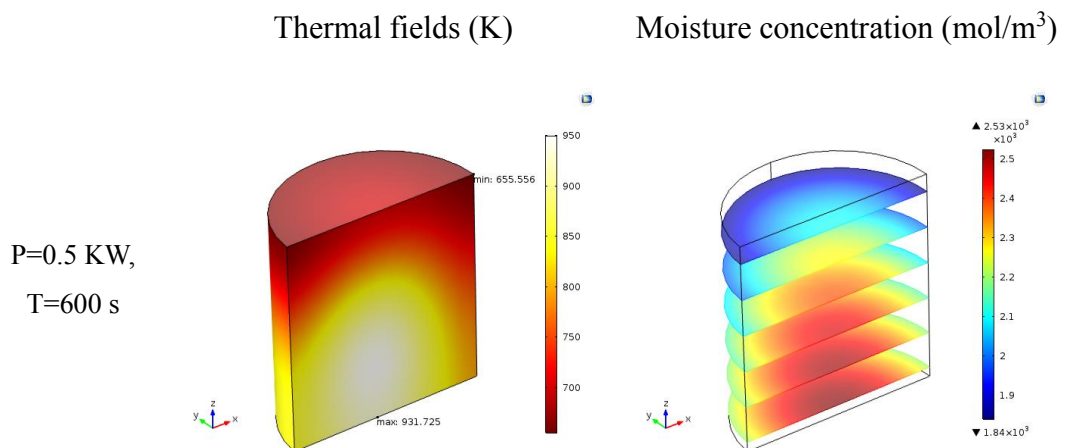 Thermal fields (K)
Moisture concentration (mol/m³)
P=0.5 KW,
T=600 s
950
900
850
800
750
700
min: 655.556
max: 931.725
z
y
x
▲ 2.53×10³
×10³
2.5
2.4
2.3
2.2
2.1
2
1.9
▼ 1.84×10³
z
y
x